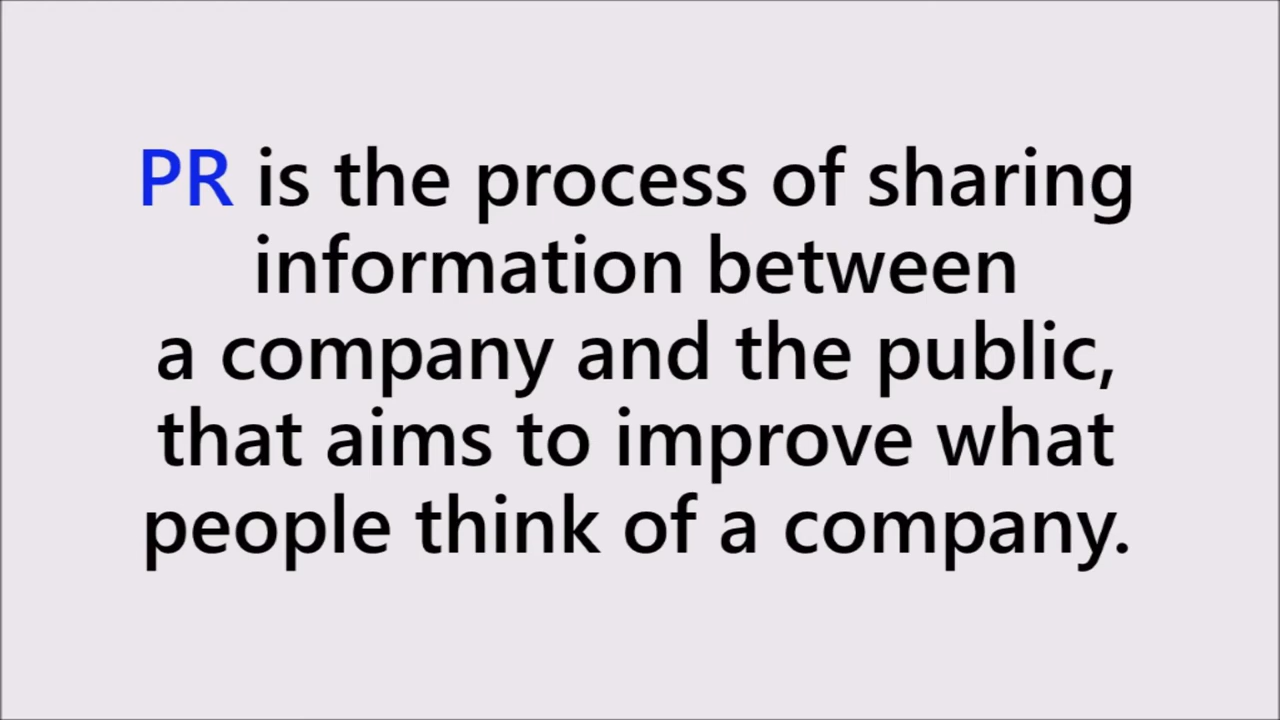 PR is the process of sharing
information between
a company and the public,
that aims to improve what
people think of a company.